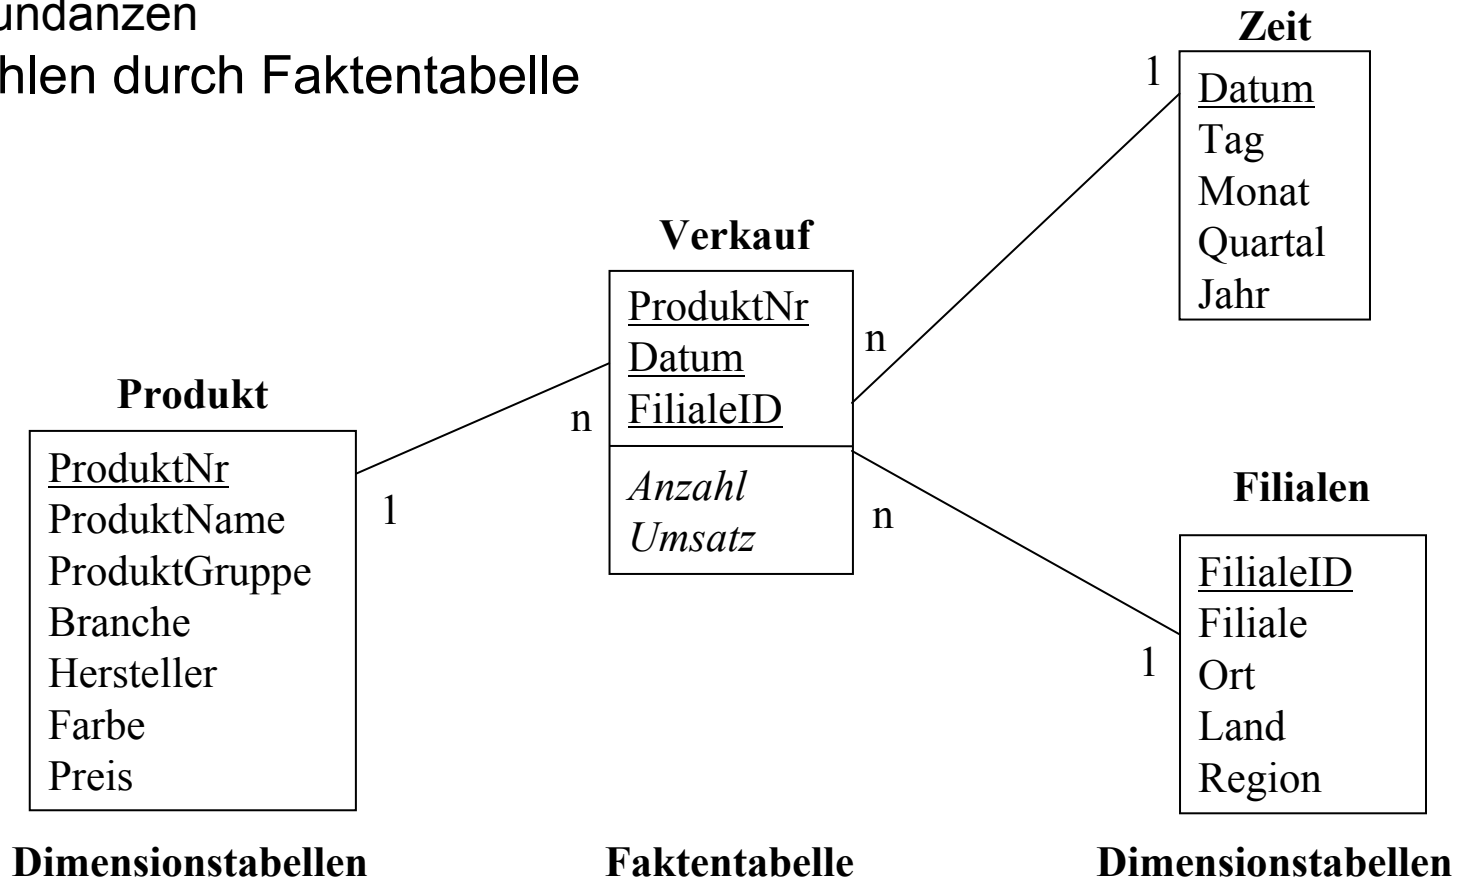 undanzen
hlen durch Faktentabelle
Zeit
1
Datum
Tag
Monat
Quartal
Jahr
Verkauf
ProduktNr
Datum
FilialeID
Anzahl
Umsatz
n
n
n
Produkt
ProduktNr
ProduktName
ProduktGruppe
Branche
Hersteller
Farbe
Preis
1
Filialen
FilialeID
Filiale
Ort
Land
Region
1
Dimensionstabellen
Faktentabelle
Dimensionstabellen